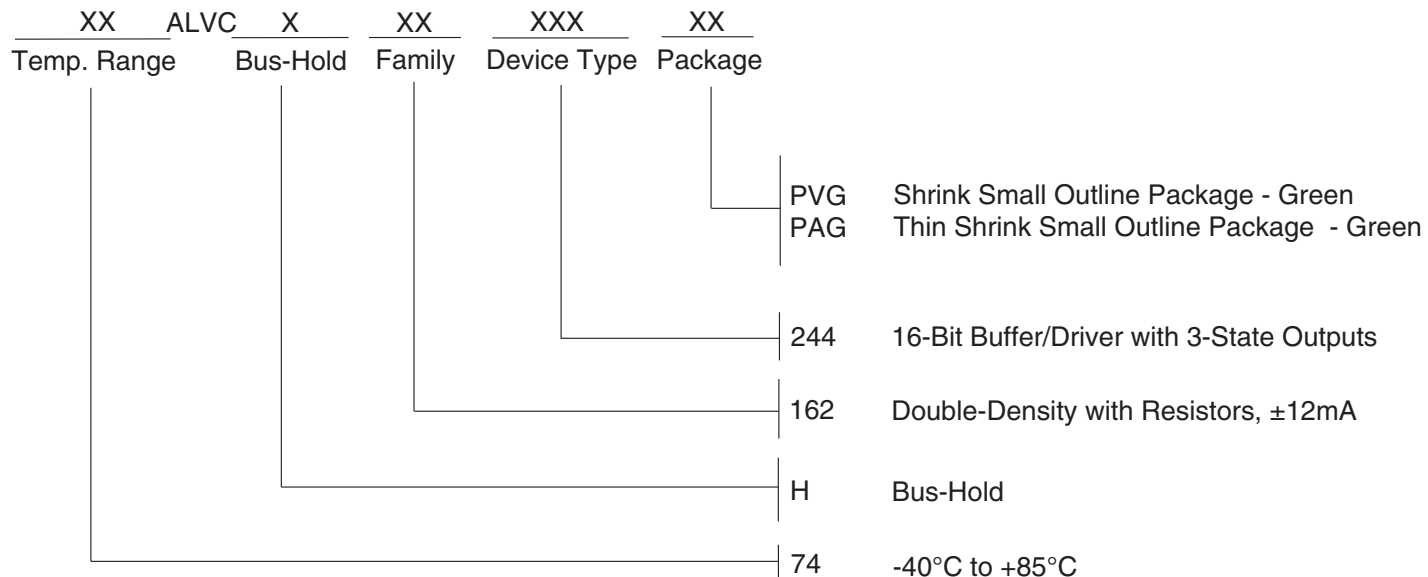 XX ALVC X XX XXX XX
Temp. Range Bus-Hold Family Device Type Package
PVG Shrink Small Outline Package - Green
PAG Thin Shrink Small Outline Package - Green
244 16-Bit Buffer/Driver with 3-State Outputs
162 Double-Density with Resistors, ±12mA
H Bus-Hold
74 -40°C to +85°C